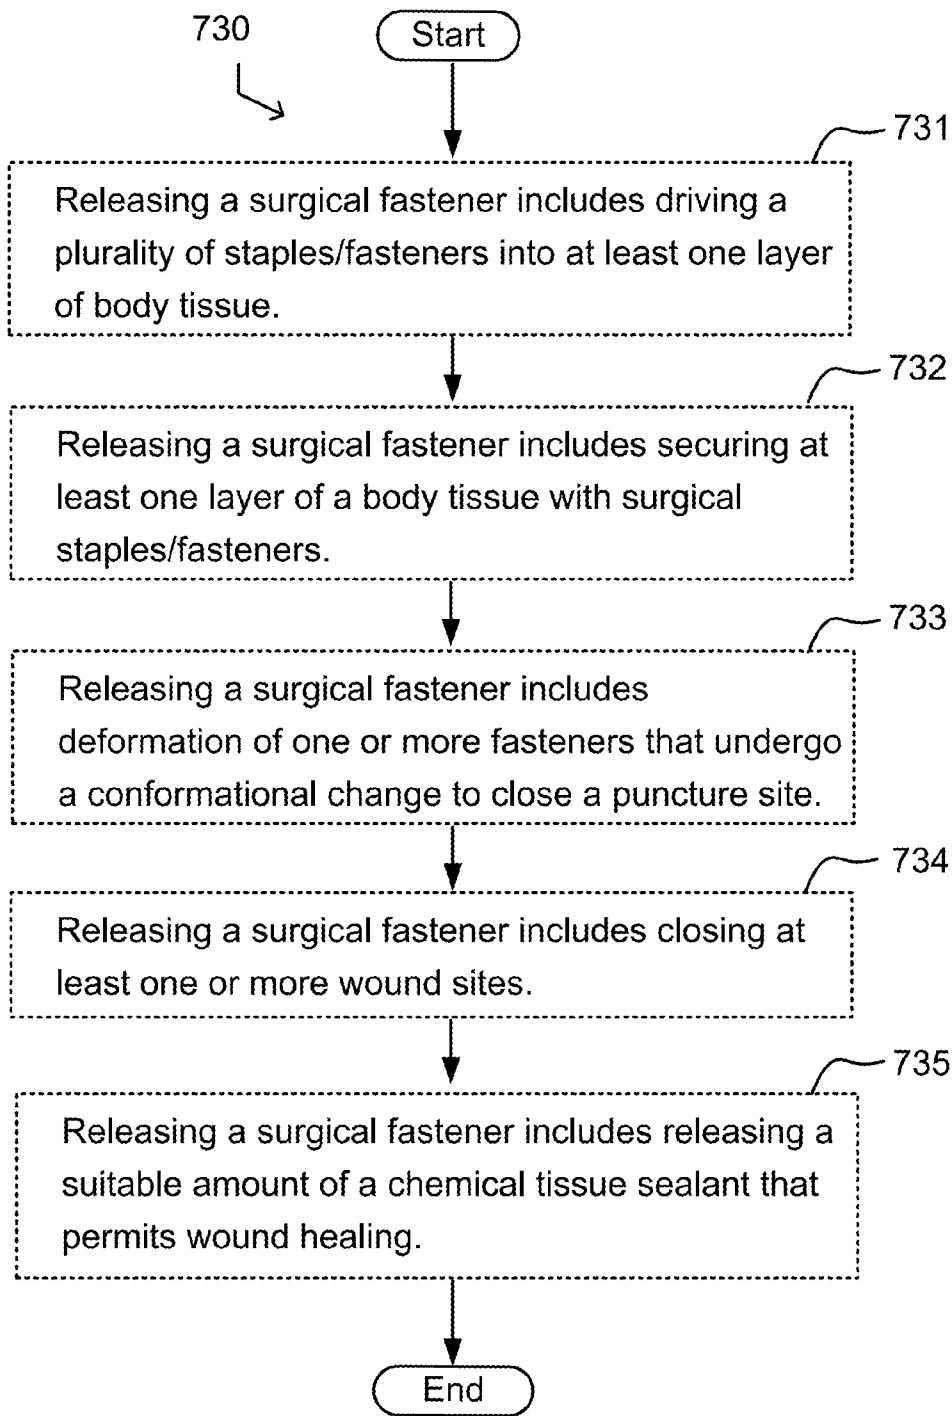 730
Start
731
Releasing a surgical fastener includes driving a
plurality of staples/fasteners into at least one layer
of body tissue.
732
Releasing a surgical fastener includes securing at
least one layer of a body tissue with surgical
staples/fasteners.
733
Releasing a surgical fastener includes
deformation of one or more fasteners that undergo
a conformational change to close a puncture site.
734
Releasing a surgical fastener includes closing at
least one or more wound sites.
735
Releasing a surgical fastener includes releasing a
suitable amount of a chemical tissue sealant that
permits wound healing.
End